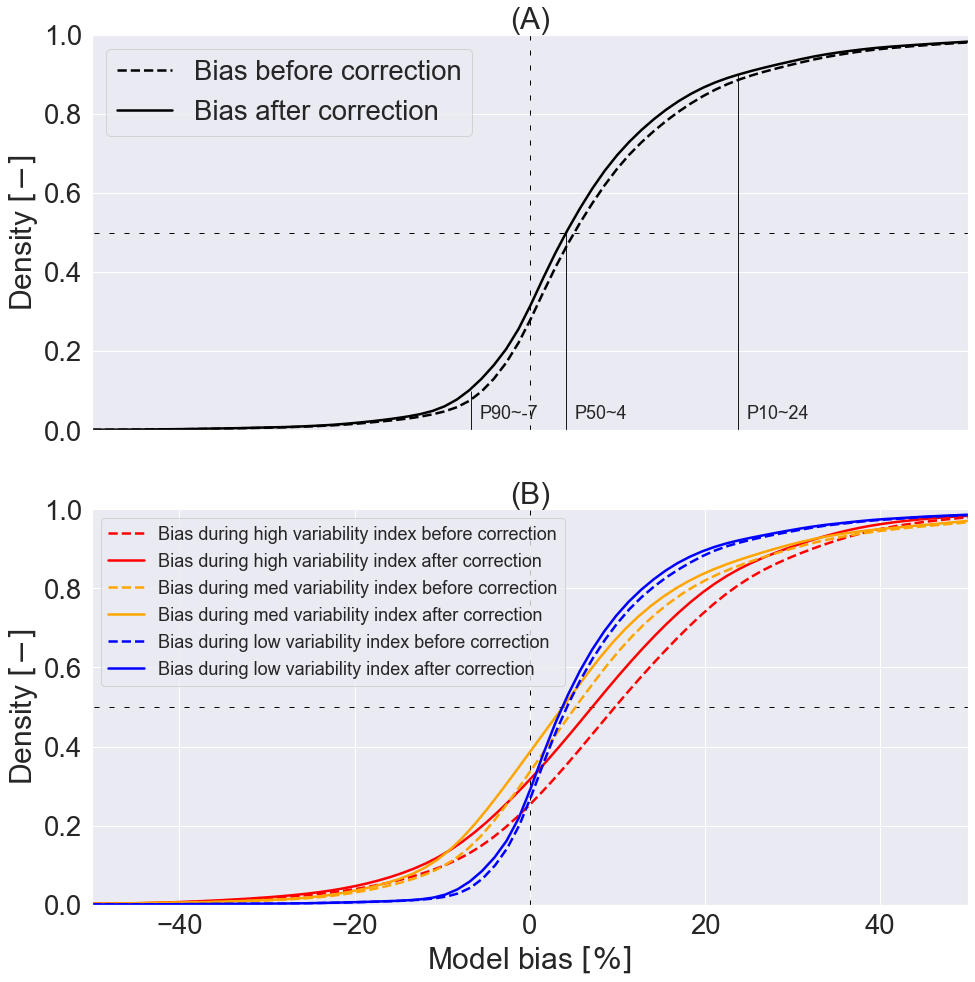 (A)
1.0
0.8
0.6
0.4
0.2
0.0
Density [−]
Bias before correction
Bias after correction
P90~-7
P50~4
P10~24
(B)
1.0
0.8
0.6
0.4
0.2
0.0
Density [−]
Bias during high variability index before correction
Bias during high variability index after correction
Bias during med variability index before correction
Bias during med variability index after correction
Bias during low variability index before correction
Bias during low variability index after correction
−40 −20 0 20 40
Model bias [%]